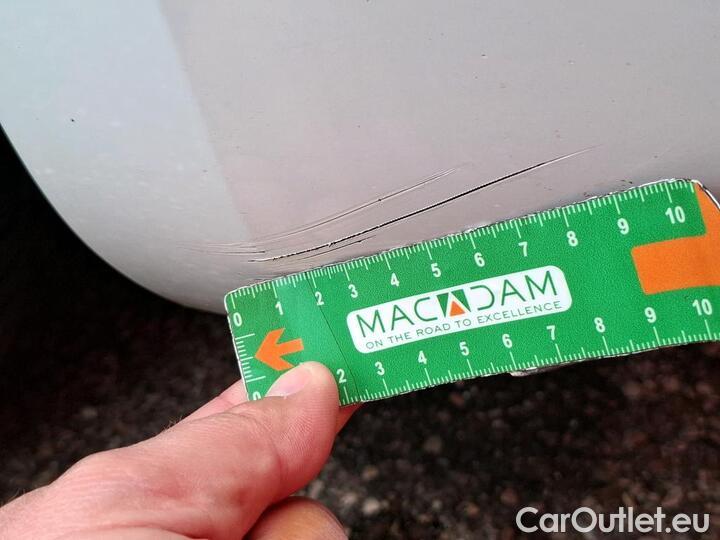 0 1 2 3 4 5 6 7 8 9 10
MACADAM
ON THE ROAD TO EXCELLENCE
0 2 3 4 5 6 7 8 9 10
CarOutlet.eu